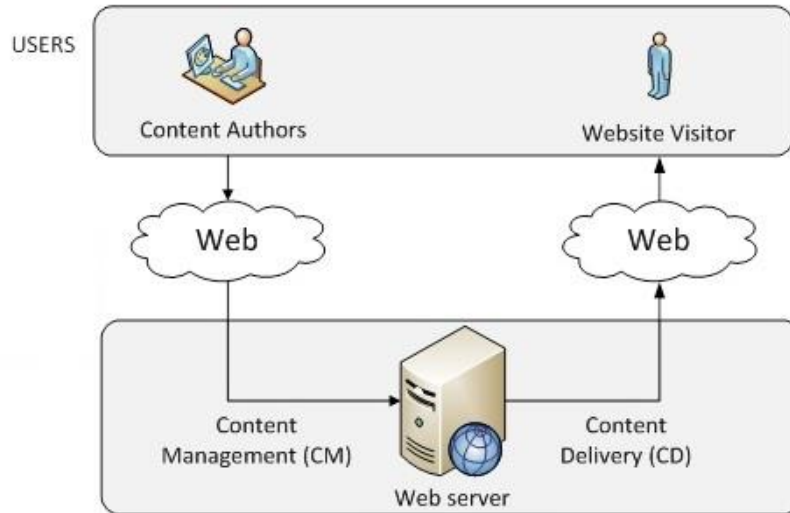 USERS
Content Authors
Website Visitor
Web
Web
Content
Management (CM)
Content
Delivery (CD)
Web server